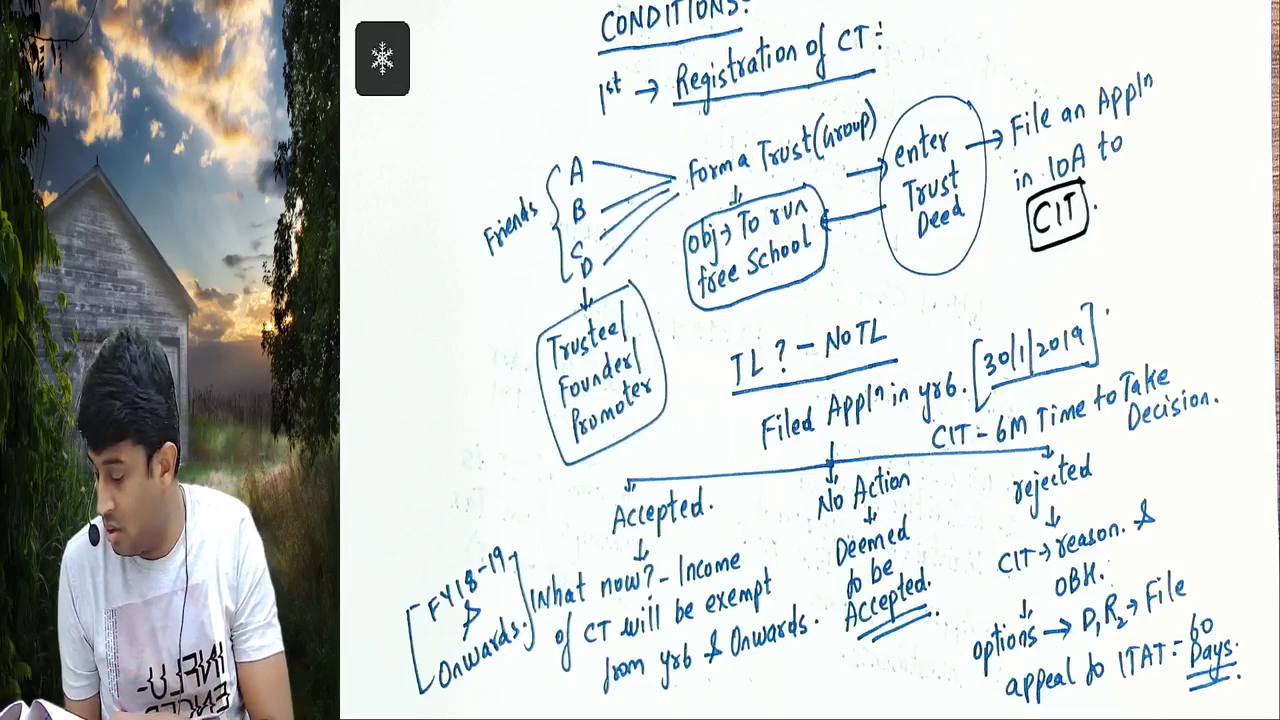 CONDITIONS:
1st → Registration of CT:
Friends { A B C D
Form a Trust (Group)
obj → To run
free School
enter
Trust
Deed
→ File an Appln
in 10A to
CIT.
Trustee/
Founder/
Promoter
TL ? - NO TL
Filed Appln in yr6. [30/1/2019].
CIT - 6M Time to Take
Decision.
Accepted.
No Action
rejected
What now? - Income
of CT will be exempt
from yr6 & Onwards.
[FY18-19
&
Onwards.]
Deemed
to be
Accepted.
CIT → reason. &
OBH.
options → D, R2 → File
appeal to ITAT - 60
Days.